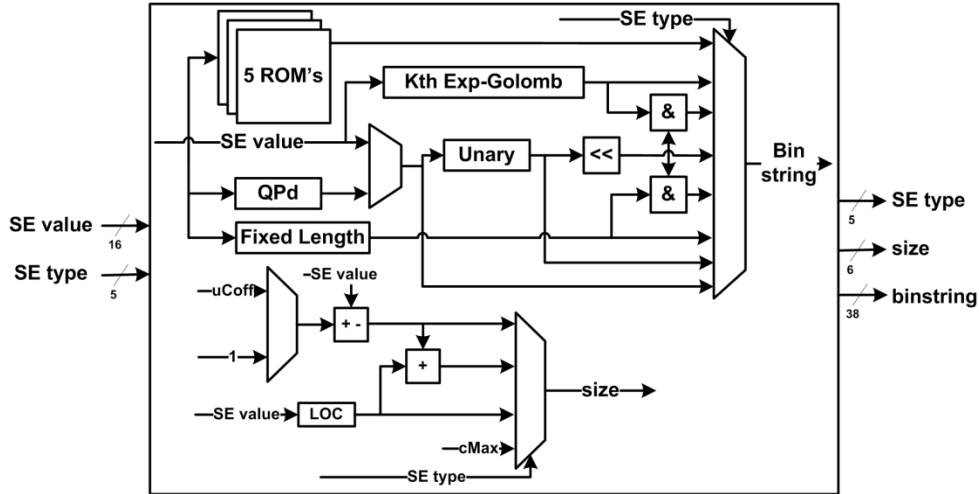 SE type
5 ROM's
Kth Exp-Golomb
&
SE value
Unary
<<
Bin
string
QPd
&
SE type
5
SE value
16
Fixed Length
size
6
SE type
5
SE value
uCoff
binstring
38
+ -
1
+
size
SE value
LOC
cMax
SE type